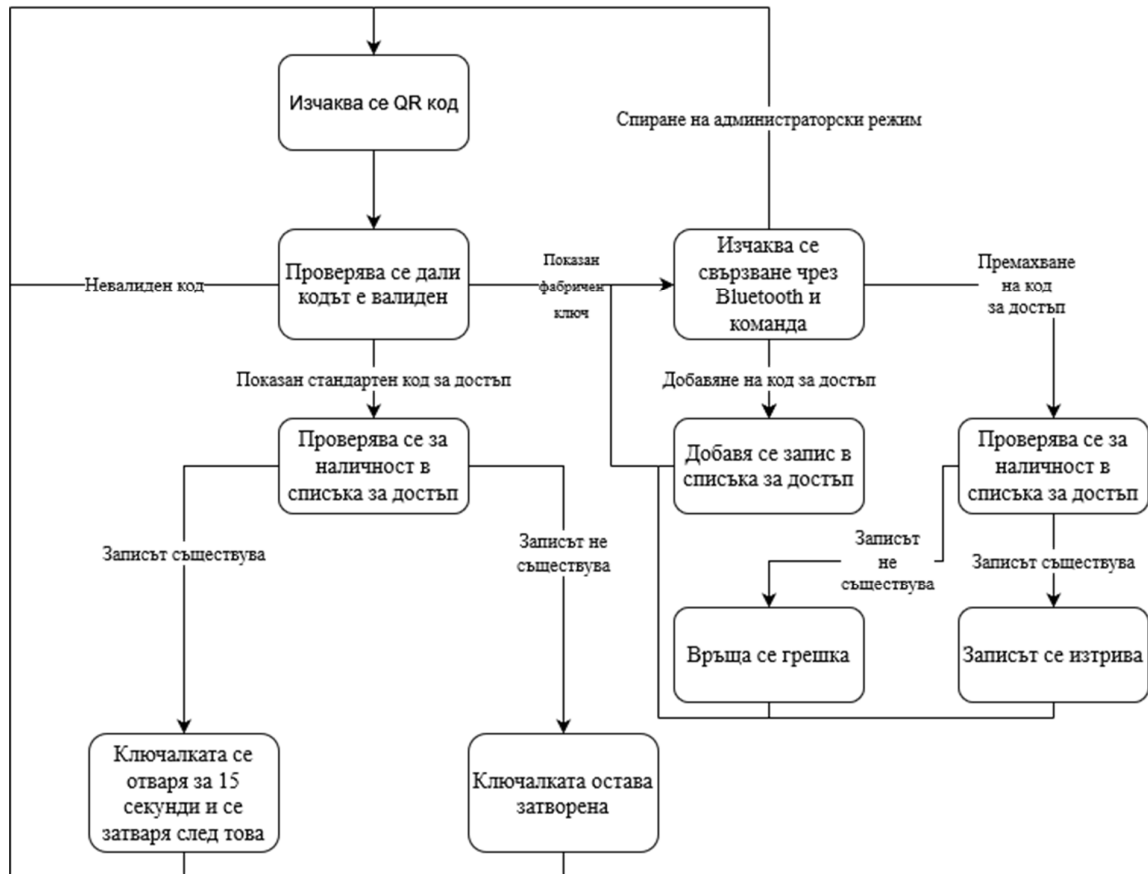 Изчаква се QR код
Спиране на администраторски режим
Невалиден код
Проверява се дали
кодът е валиден
Показан
фабричен
ключ
Изчаква се
свързване чрез
Bluetooth и
команда
Премахване
на код
за достъп
Показан стандартен код за достъп
Добавяне на код за достъп
Проверява се за
наличност в
списъка за достъп
Добавя се запис в
списъка за достъп
Проверява се за
наличност в
списъка за достъп
Записът съществува
Записът не
съществува
Записът
не
съществува
Записът съществува
Връща се грешка
Записът се изтрива
Ключалката се
отваря за 15
секунди и се
затваря след това
Ключалката остава
затворена